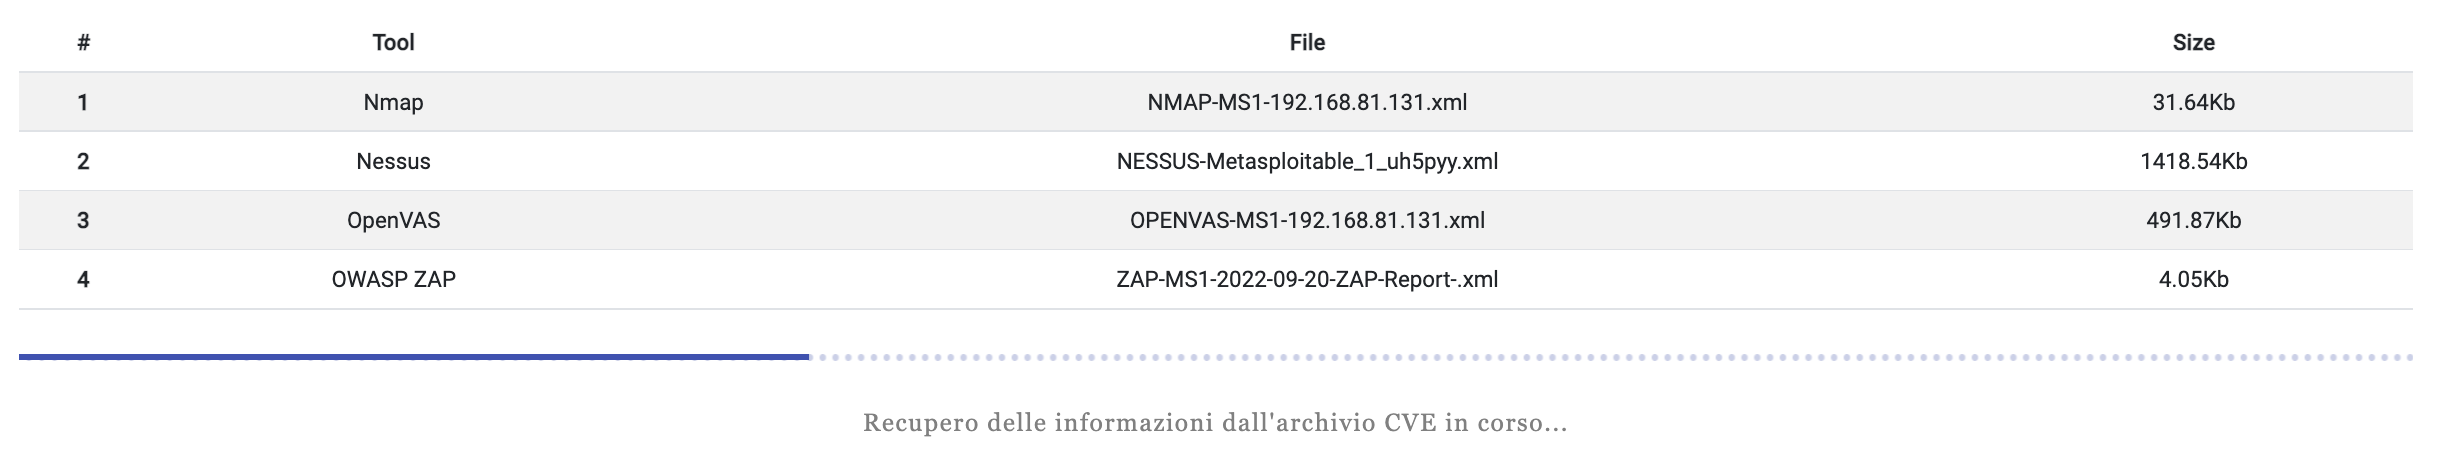 # Tool File Size
1 Nmap NMAP-MS1-192.168.81.131.xml 31.64Kb
2 Nessus NESSUS-Metasploitable_1_uh5pyy.xml 1418.54Kb
3 OpenVAS OPENVAS-MS1-192.168.81.131.xml 491.87Kb
4 OWASP ZAP ZAP-MS1-2022-09-20-ZAP-Report-.xml 4.05Kb
Recupero delle informazioni dall'archivio CVE in corso...